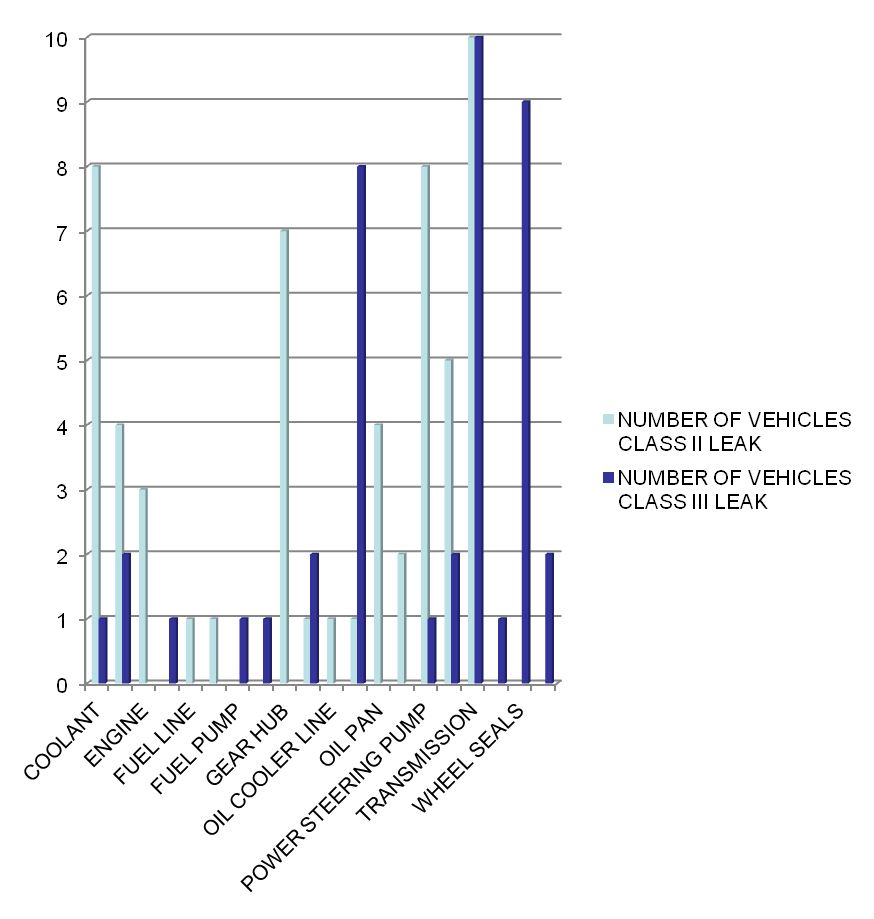 10
9
8
7
6
5
4
3
2
1
0
COOLANT
ENGINE
FUEL LINE
FUEL PUMP
GEAR HUB
OIL COOLER LINE
OIL PAN
POWER STEERING PUMP
TRANSMISSION
WHEEL SEALS
NUMBER OF VEHICLES
CLASS II LEAK
NUMBER OF VEHICLES
CLASS III LEAK